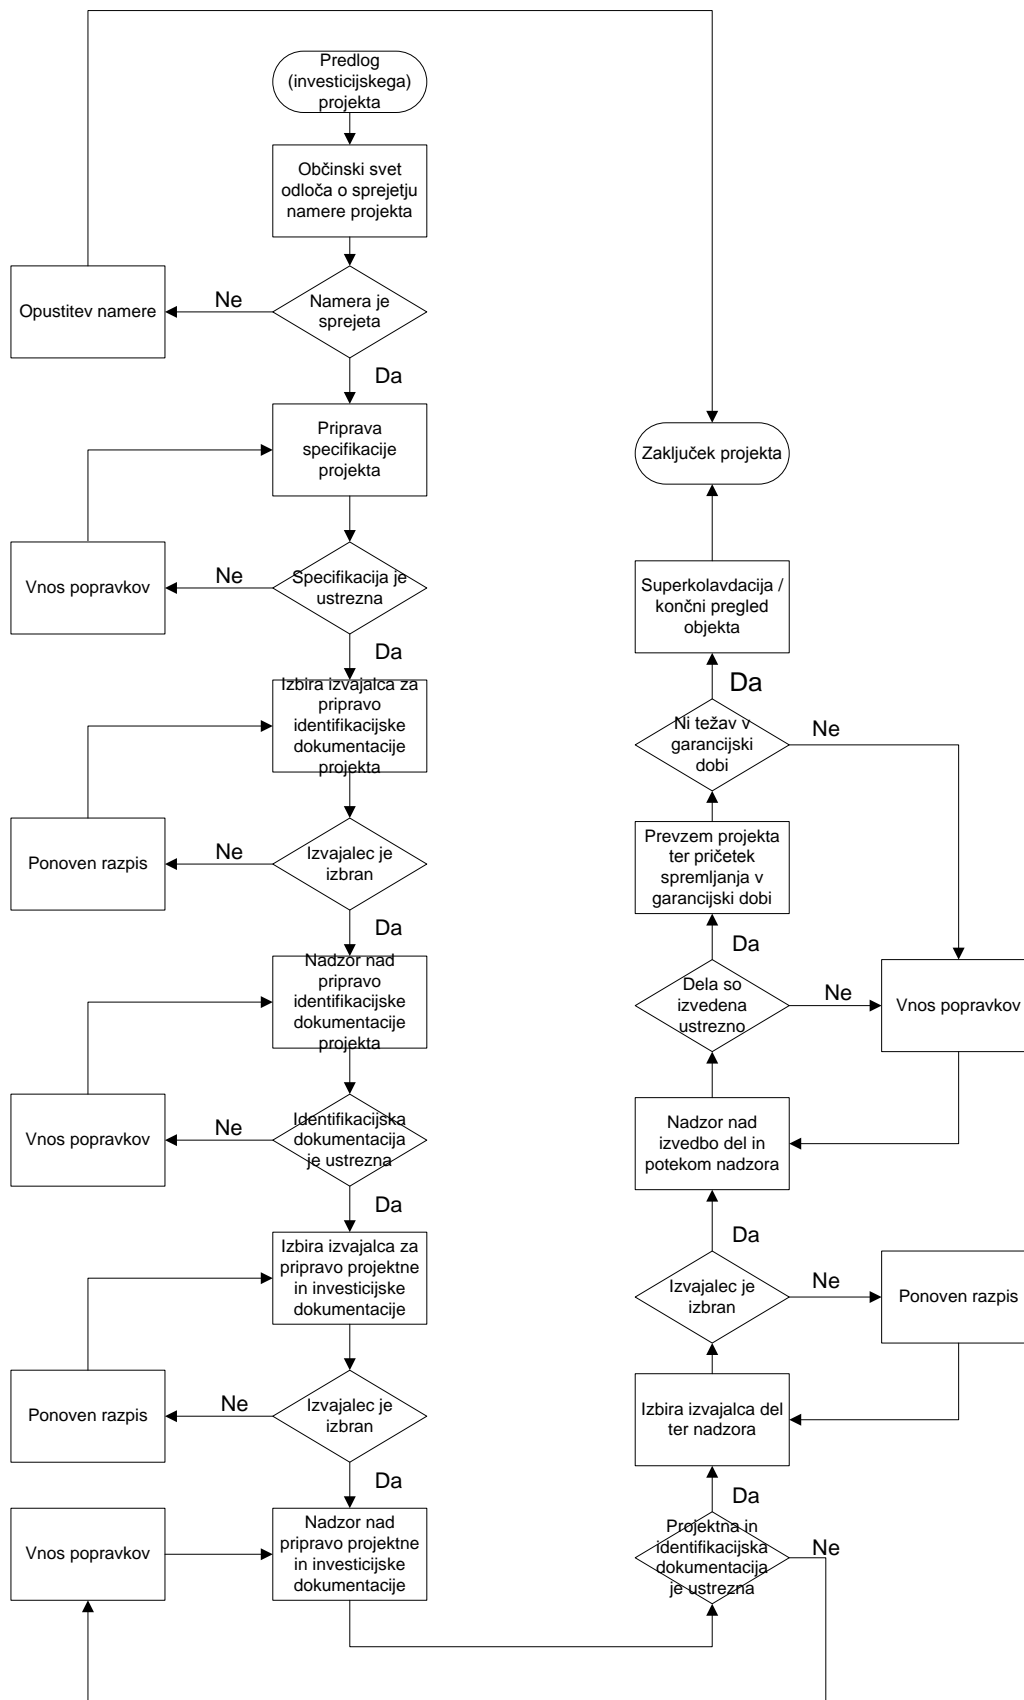 Predlog
(investicijskega)
projekta
Občinski svet
odloča o sprejetju
namere projekta
Namera je
sprejeta
Ne
Opustitev namere
Da
Priprava
specifikacije
projekta
Specifikacija je
ustrezna
Ne
Vnos popravkov
Da
Izbira izvajalca za
pripravo
identifikacijske
dokumentacije
projekta
Izvajalec je
izbran
Ne
Ponoven razpis
Da
Nadzor nad
pripravo
identifikacijske
dokumentacije
projekta
Identifikacijska
dokumentacija
je ustrezna
Ne
Vnos popravkov
Da
Izbira izvajalca za
pripravo projektne
in investicijske
dokumentacije
Izvajalec je
izbran
Ne
Ponoven razpis
Da
Nadzor nad
pripravo projektne
in investicijske
dokumentacije
Vnos popravkov
Projektna in
identifikacijska
dokumentacija
je ustrezna
Ne
Da
Izbira izvajalca del
ter nadzora
Izvajalec je
izbran
Ne
Ponoven razpis
Da
Nadzor nad
izvedbo del in
potekom nadzora
Dela so
izvedena
ustrezno
Ne
Vnos popravkov
Da
Prevzem projekta
ter pričetek
spremljanja v
garancijski dobi
Ni težav v
garancijski
dobi
Ne
Da
Superkolavdacija /
končni pregled
objekta
Zaključek projekta